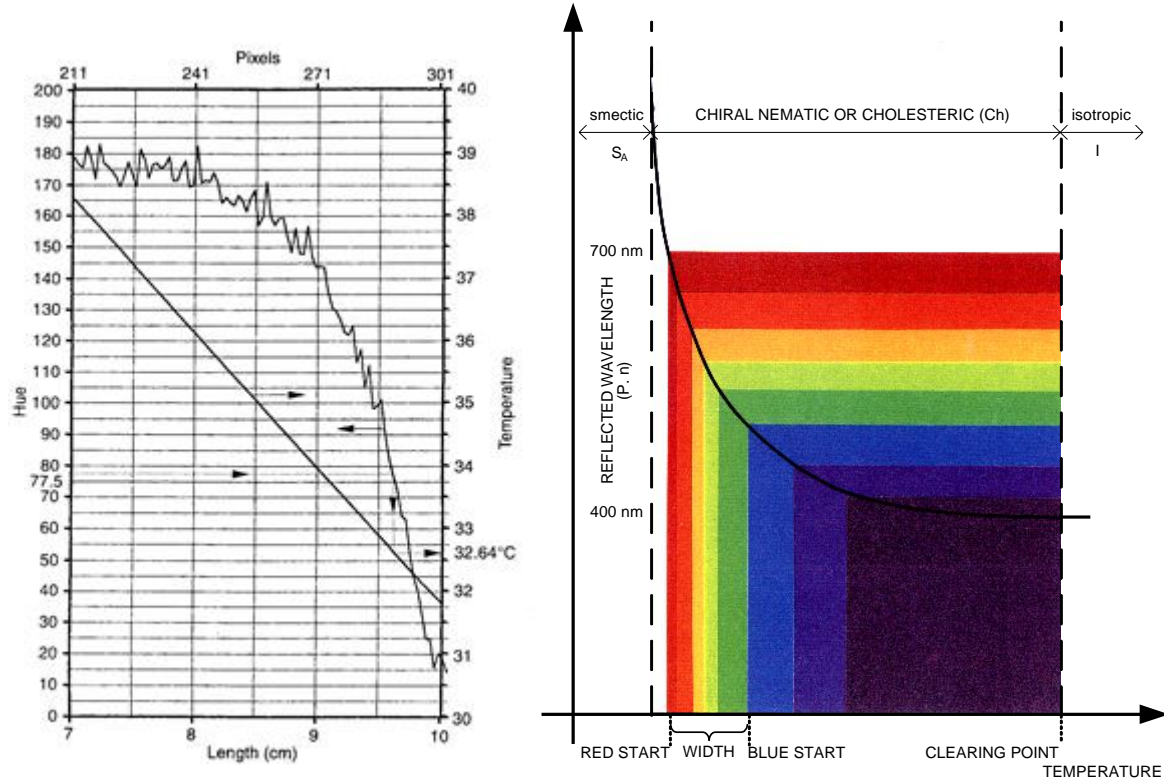 Pixels
211 241 271 301
200 40
190
180 39
170
160 38
150
140 37
130
120 36
110
100 35
90
80 34
77.5
70
60 33
32.64°C
50
40 32
30
20 31
10
0 30
Hue
Temperature
7 8 9 10
Length (cm)
smectic
CHIRAL NEMATIC OR CHOLESTERIC (Ch)
isotropic
SA
I
700 nm
REFLECTED WAVELENGTH
(P. n)
400 nm
RED START
WIDTH
BLUE START
CLEARING POINT
TEMPERATURE